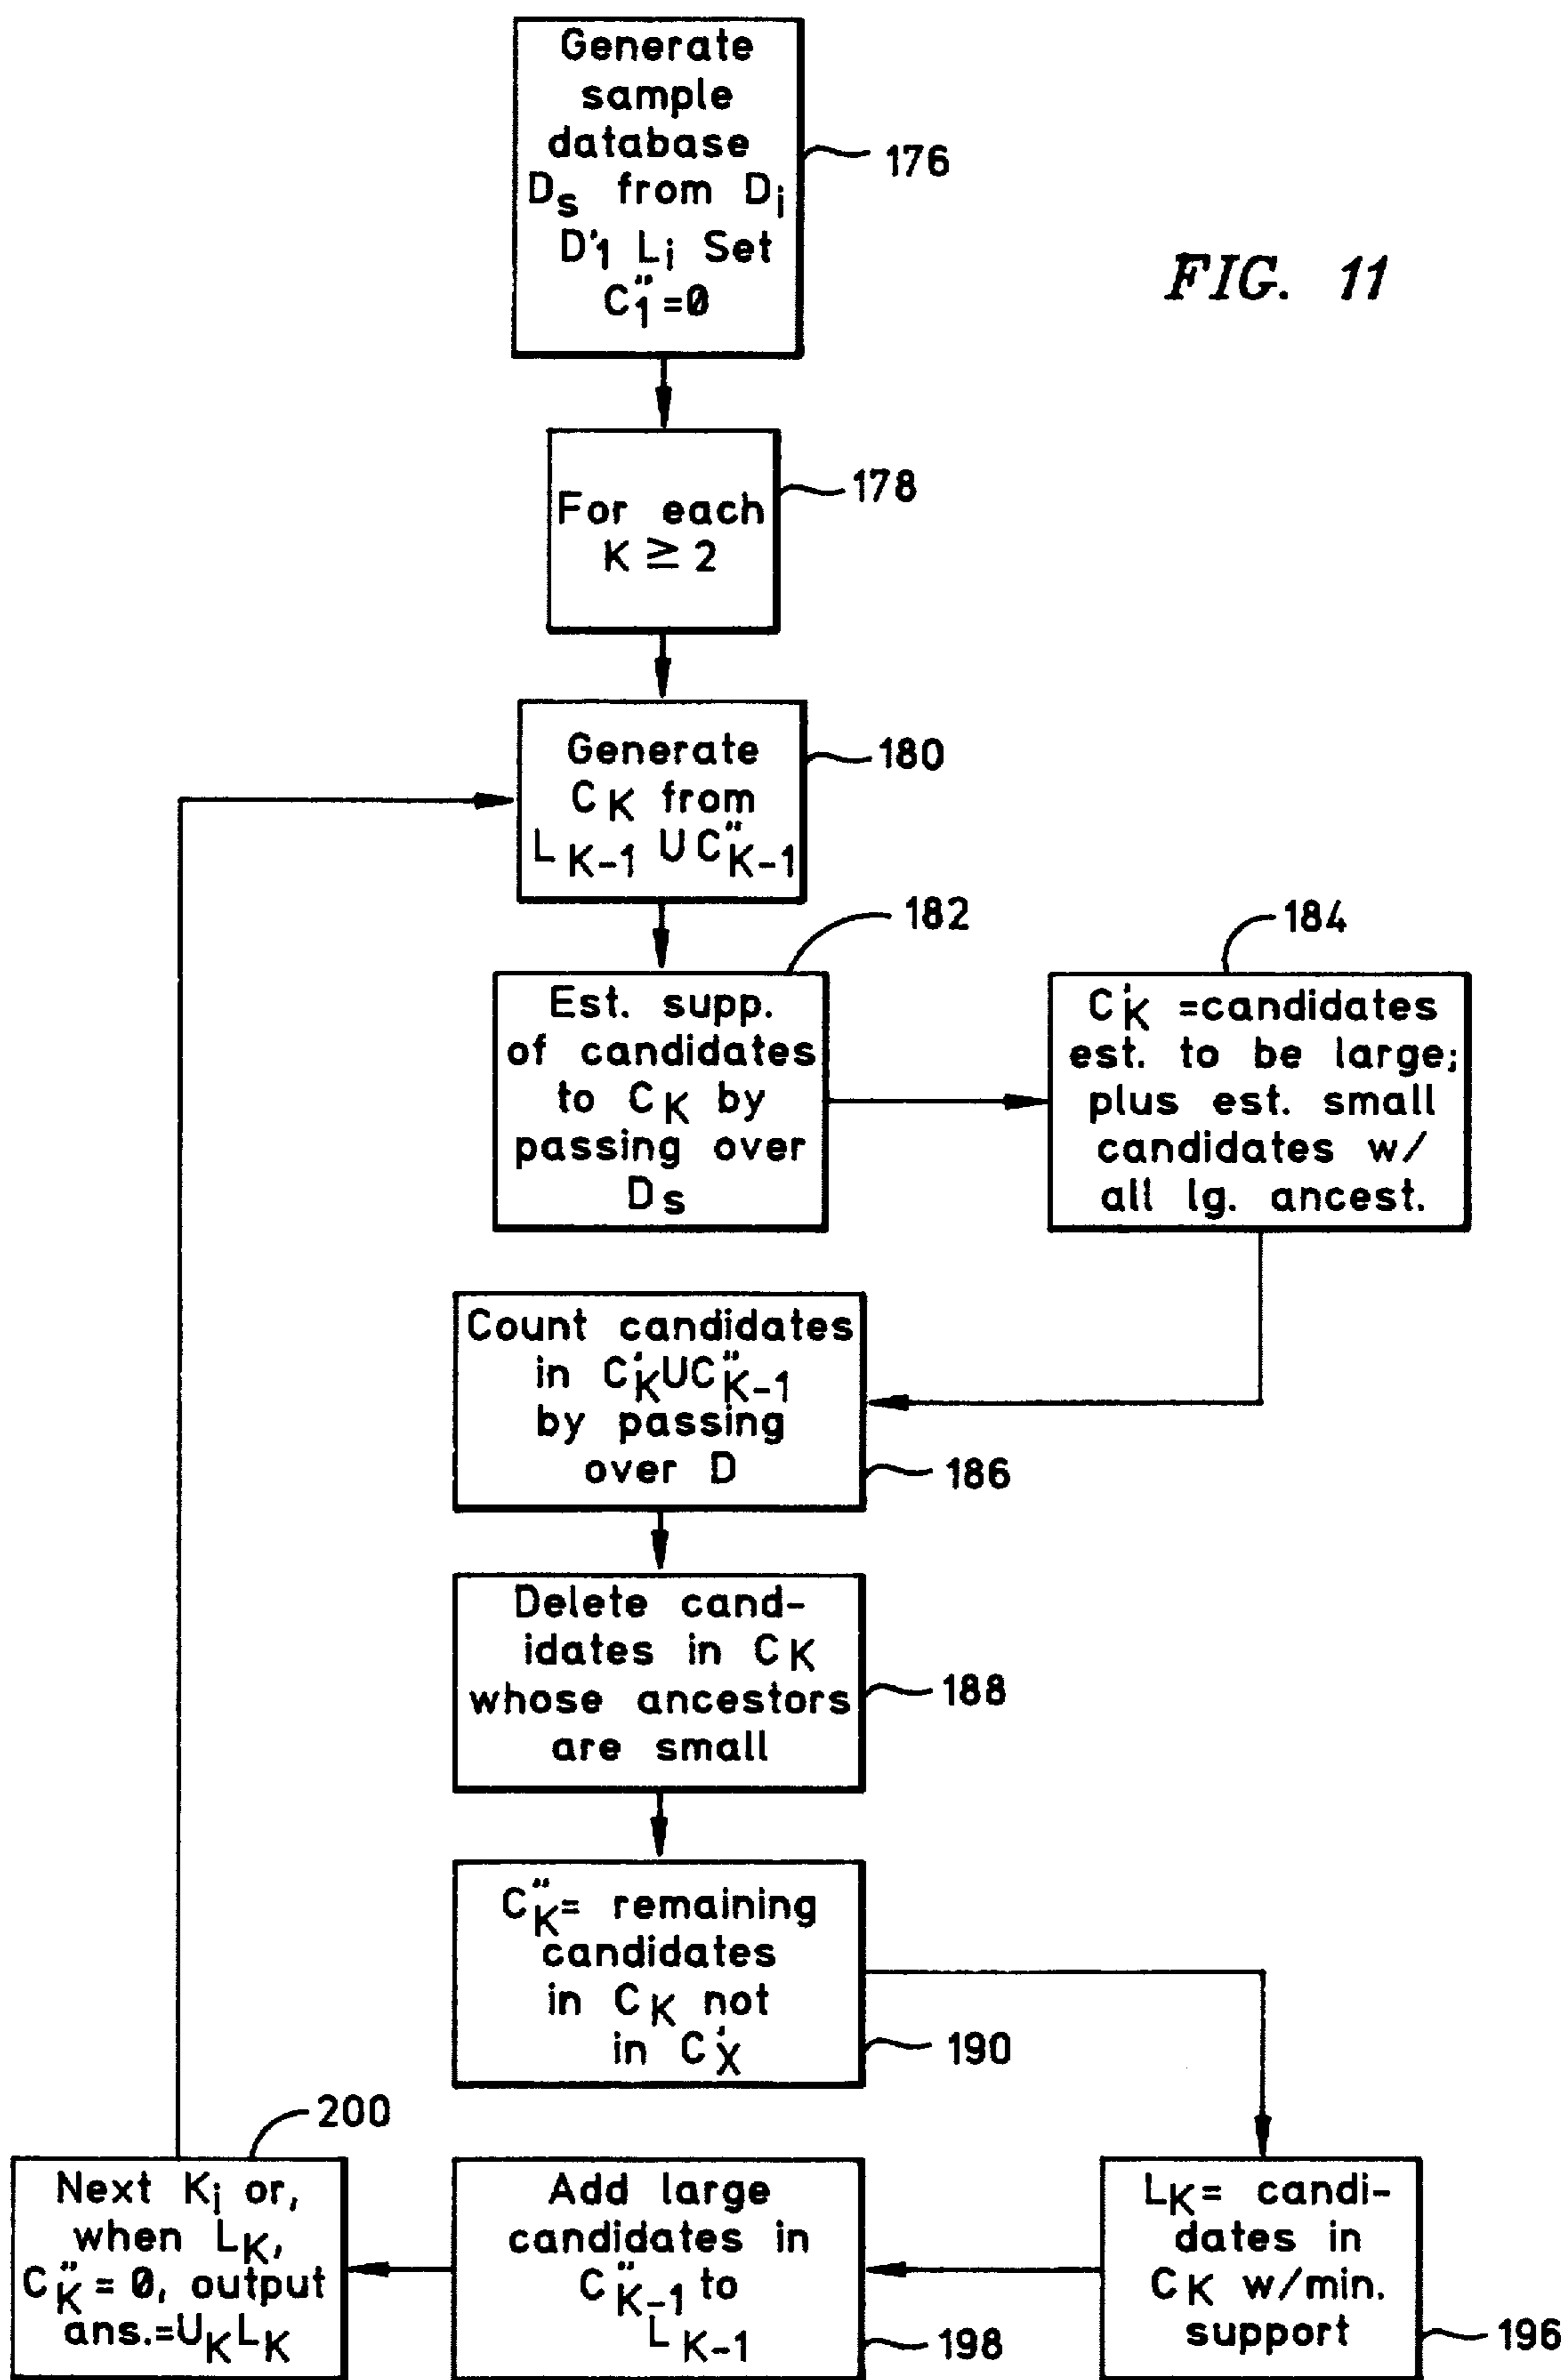 Generate
sample
database
Ds from Di
D'1 Li Set
C"1=0
176
FIG. 11
For each
K ≧ 2
178
Generate
CK from
LK-1 UC"K-1
180
182
Est. supp.
of candidates
to CK by
passing over
Ds
184
C'K =candidates
est. to be large;
plus est. small
candidates w/
all lg. ancest.
Count candidates
in C'KUC"K-1
by passing
over D
186
Delete cand-
idates in CK
whose ancestors
are small
188
C"K= remaining
candidates
in CK not
in C'X
190
200
Next Ki or,
when LK,
C"K=0, output
ans.=UKLK
Add large
candidates in
C"K-1 to
LK-1
198
LK= candi-
dates in
CK w/min.
support
196